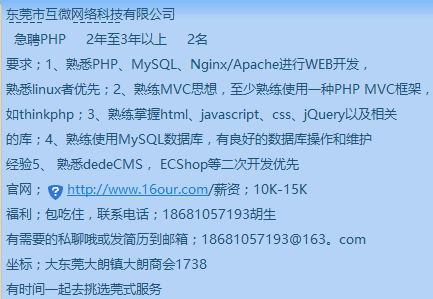 东莞市互微网络科技有限公司
急聘PHP 2年至3年以上 2名
要求；1、熟悉PHP、MySQL、Nginx/Apache进行WEB开发，
熟悉linux者优先；2、熟练MVC思想，至少熟练使用一种PHP MVC框架，
如thinkphp；3、熟练掌握html、javascript、css、jQuery以及相关
的库；4、熟练使用MySQL数据库，有良好的数据库操作和维护
经验5、 熟悉dedeCMS， ECShop等二次开发优先
官网；http://www.16our.com/薪资；10K-15K
福利；包吃住，联系电话；18681057193胡生
有需要的私聊哦或发简历到邮箱；18681057193@163。com
坐标；大东莞大朗镇大朗商会1738
有时间一起去挑选莞式服务